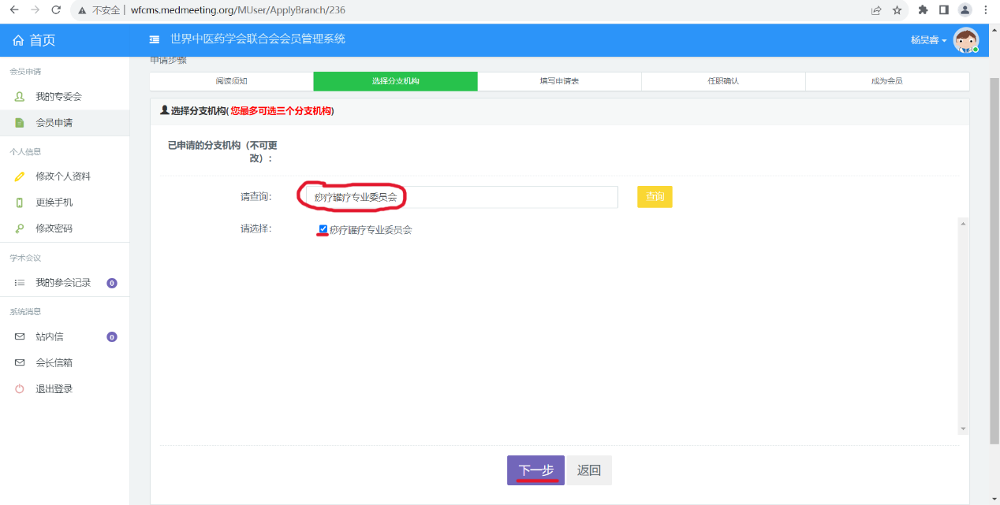 不安全 | wfcms.medmeeting.org/MUser/ApplyBranch/236
首页
世界中医药学会联合会会员管理系统
杨昊睿
会员申请
我的专委会
会员申请
个人信息
修改个人资料
更换手机
修改密码
学术会议
我的参会记录 0
系统消息
站内信 0
会长信箱
退出登录
申请步骤
阅读须知 选择分支机构 填写申请表 任职确认 成为会员
选择分支机构(您最多可选三个分支机构)
已申请的分支机构（不可更
改）:
请查询: 痧疗罐疗专业委员会 查询
请选择: 痧疗罐疗专业委员会
下一步 返回